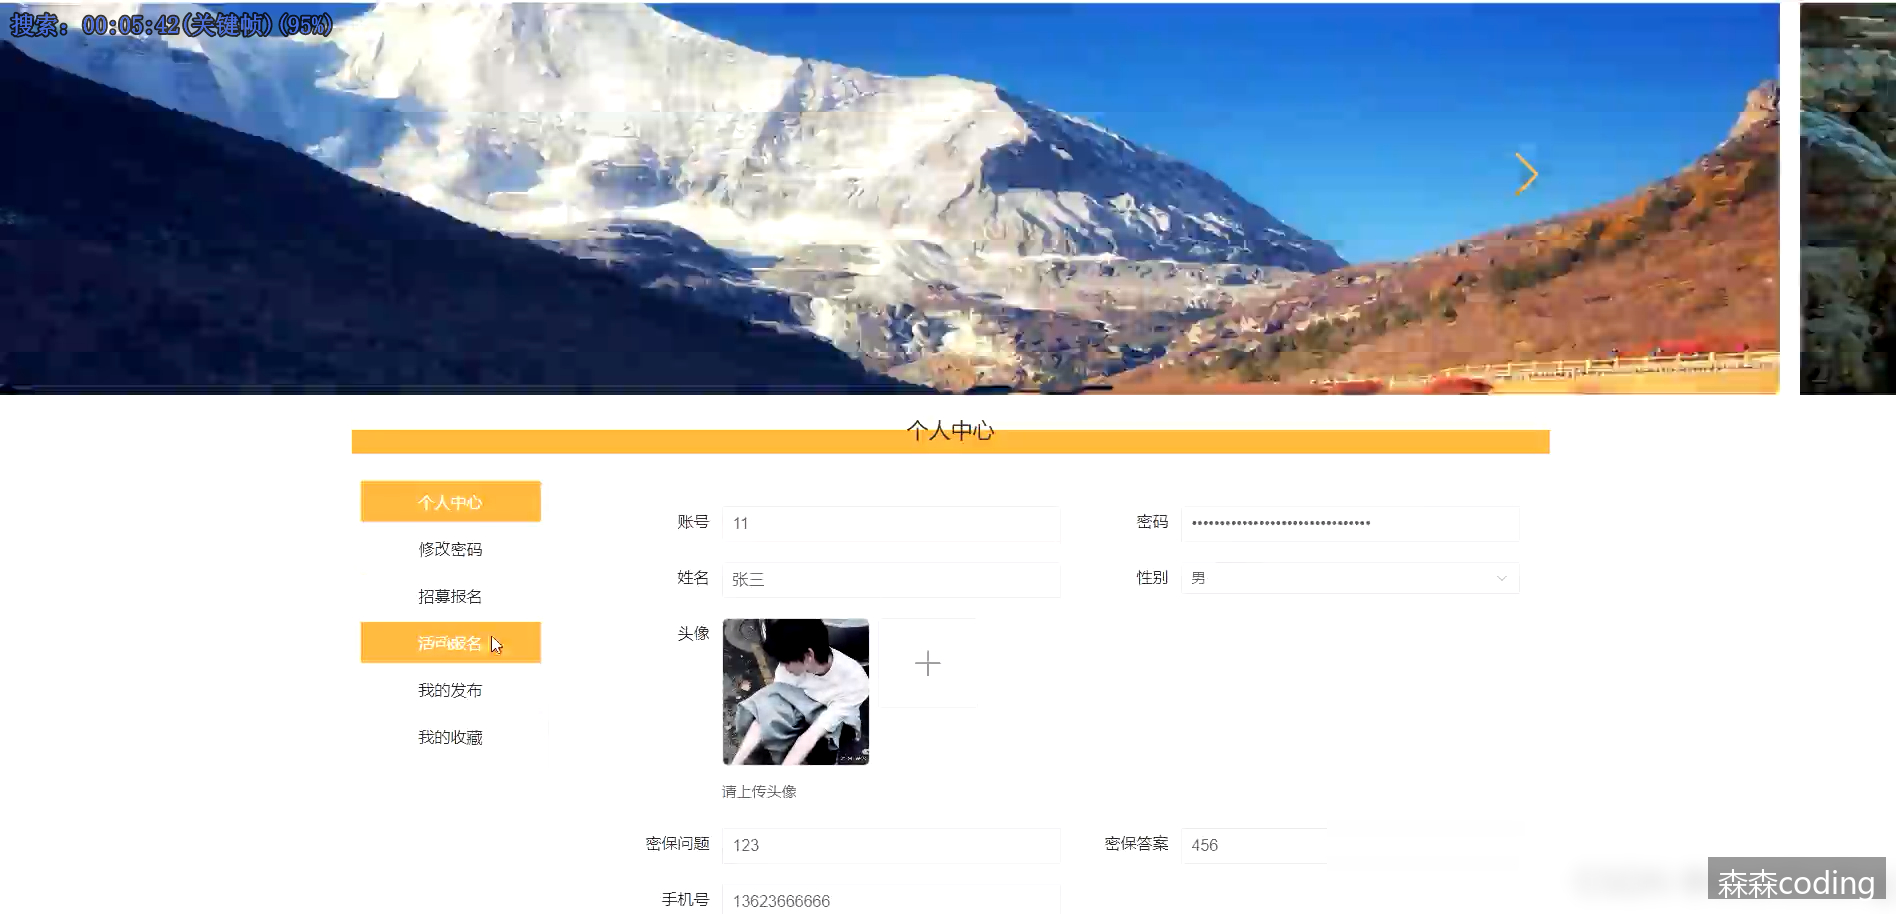 搜索: 00:05:42(关键帧)(95%)
个人中心
个人中心
修改密码
招募报名
活动报名
我的发布
我的收藏
账号 11 密码 ••••••••••••••••••••••••••••••••
姓名 张三 性别 男
头像
请上传头像
密保问题 123 密保答案 456
手机号 13623666666
森森coding